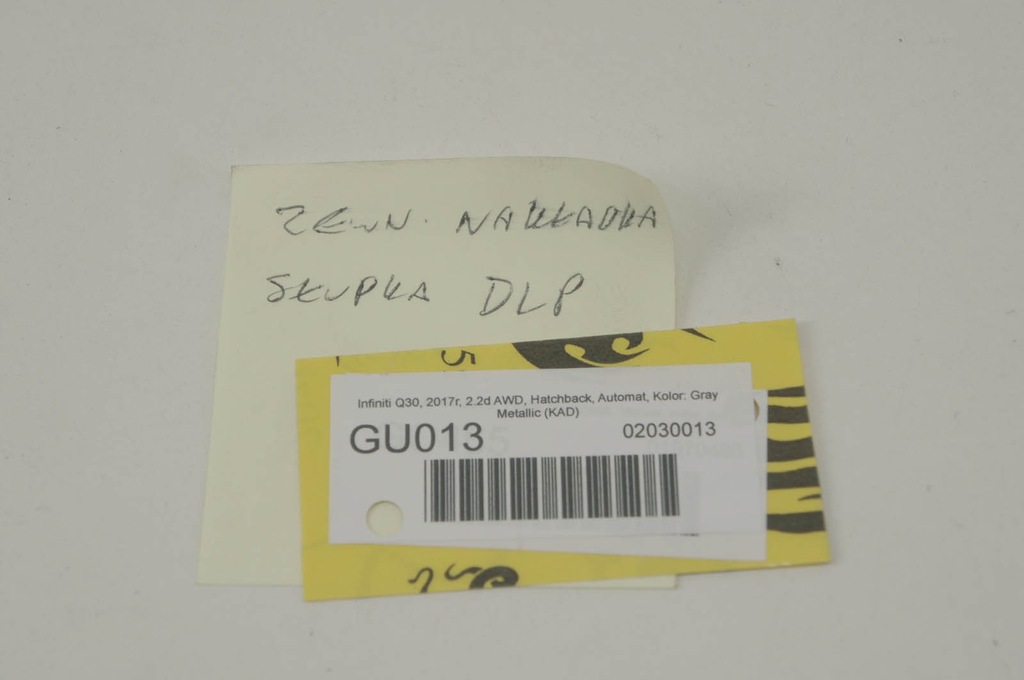 ZEWN. NAKŁADKA
SŁUPKA DLP
Infiniti Q30, 2017r, 2.2d AWD, Hatchback, Automat, Kolor: Gray
Metallic (KAD)
GU013
02030013